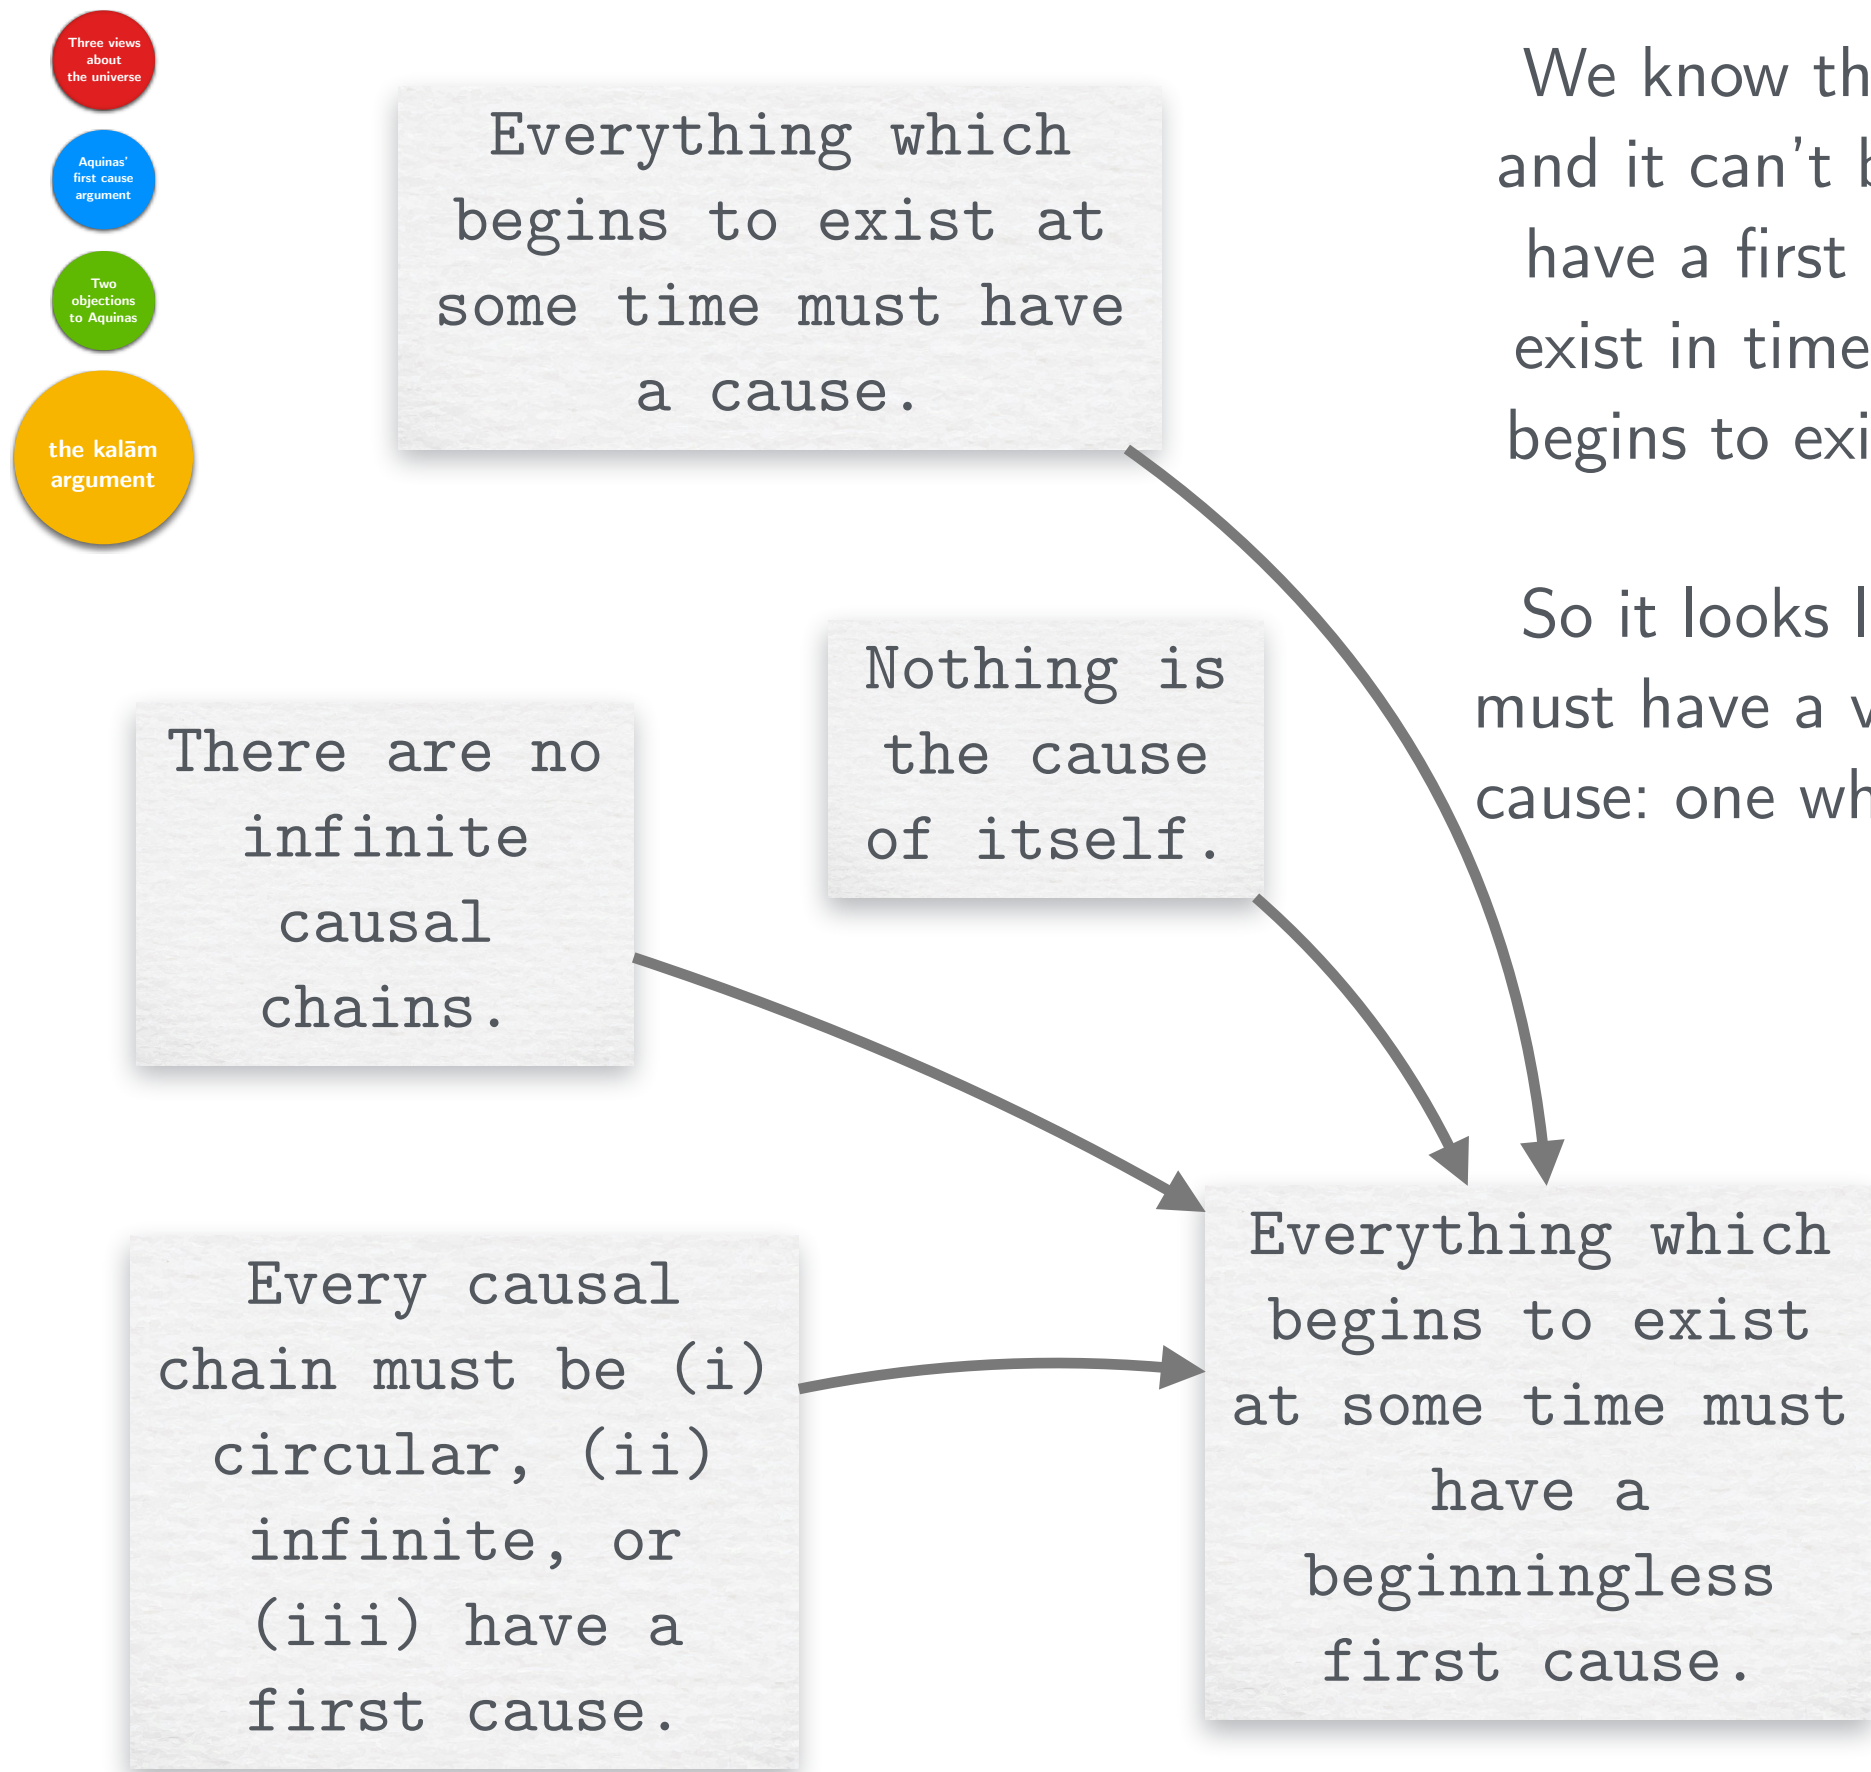 Three views
about
the universe
Aquinas'
first cause
argument
Two
objections
to Aquinas
the kalām
argument
Everything which
begins to exist at
some time must have
a cause.
We know th
and it can't b
have a first
exist in time
begins to exi
So it looks l
must have a v
cause: one wh
Nothing is
the cause
of itself.
There are no
infinite
causal
chains.
Every causal
chain must be (i)
circular, (ii)
infinite, or
(iii) have a
first cause.
Everything which
begins to exist
at some time must
have a
beginningless
first cause.